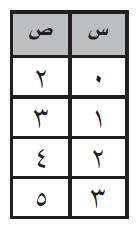 س ص
٠ ٢
١ ٣
٢ ٤
٣ ٥